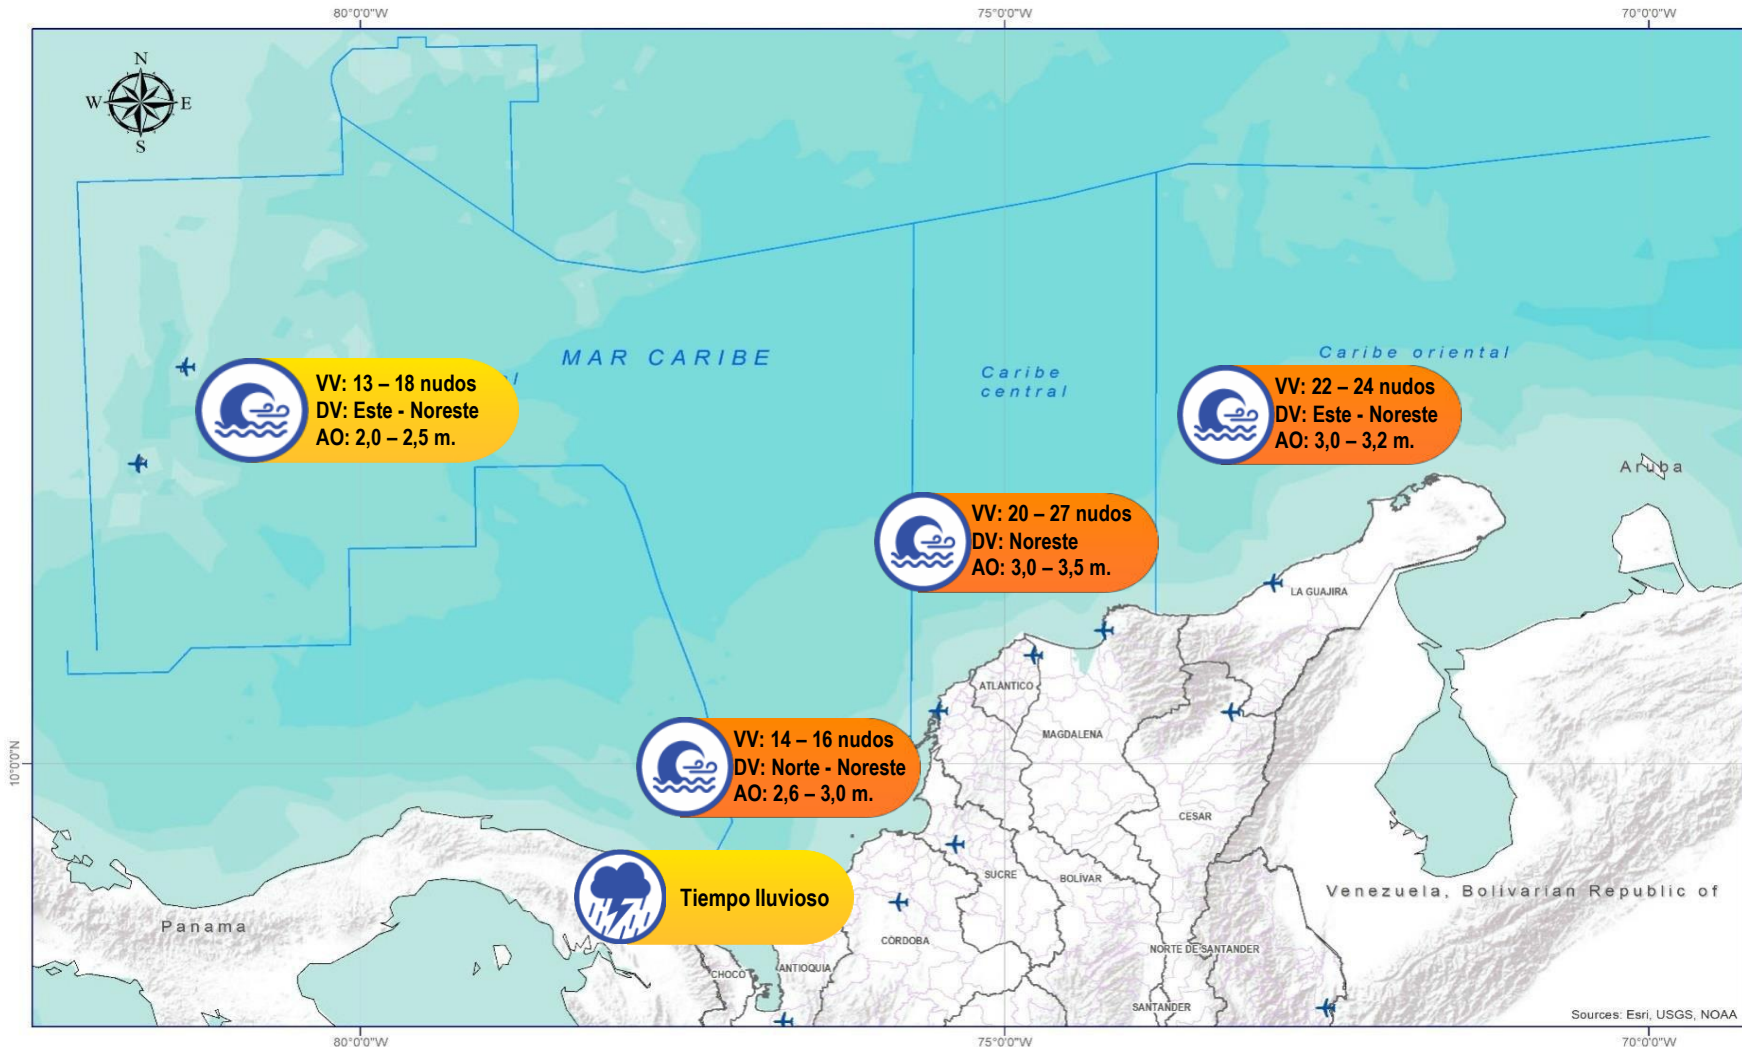 80°0'0"W
75°0'0"W
70°0'0"W
N
W
E
S
MAR CARIBE
Caribe oriental
Caribe
central
VV: 13 – 18 nudos
DV: Este - Noreste
AO: 2,0 – 2,5 m.
VV: 22 – 24 nudos
DV: Este - Noreste
AO: 3,0 – 3,2 m.
Aruba
VV: 20 – 27 nudos
DV: Noreste
AO: 3,0 – 3,5 m.
LA GUAJIRA
ATLÁNTICO
MAGDALENA
VV: 14 – 16 nudos
DV: Norte - Noreste
AO: 2,6 – 3,0 m.
10°0'0"N
CESAR
SUCRE
BOLÍVAR
Venezuela, Bolivarian Republic of
Tiempo lluvioso
Panama
CÓRDOBA
NORTE DE SANTANDER
CHOCÓ
ANTIOQUIA
SANTANDER
Sources: Esri, USGS, NOAA
80°0'0"W
75°0'0"W
70°0'0"W